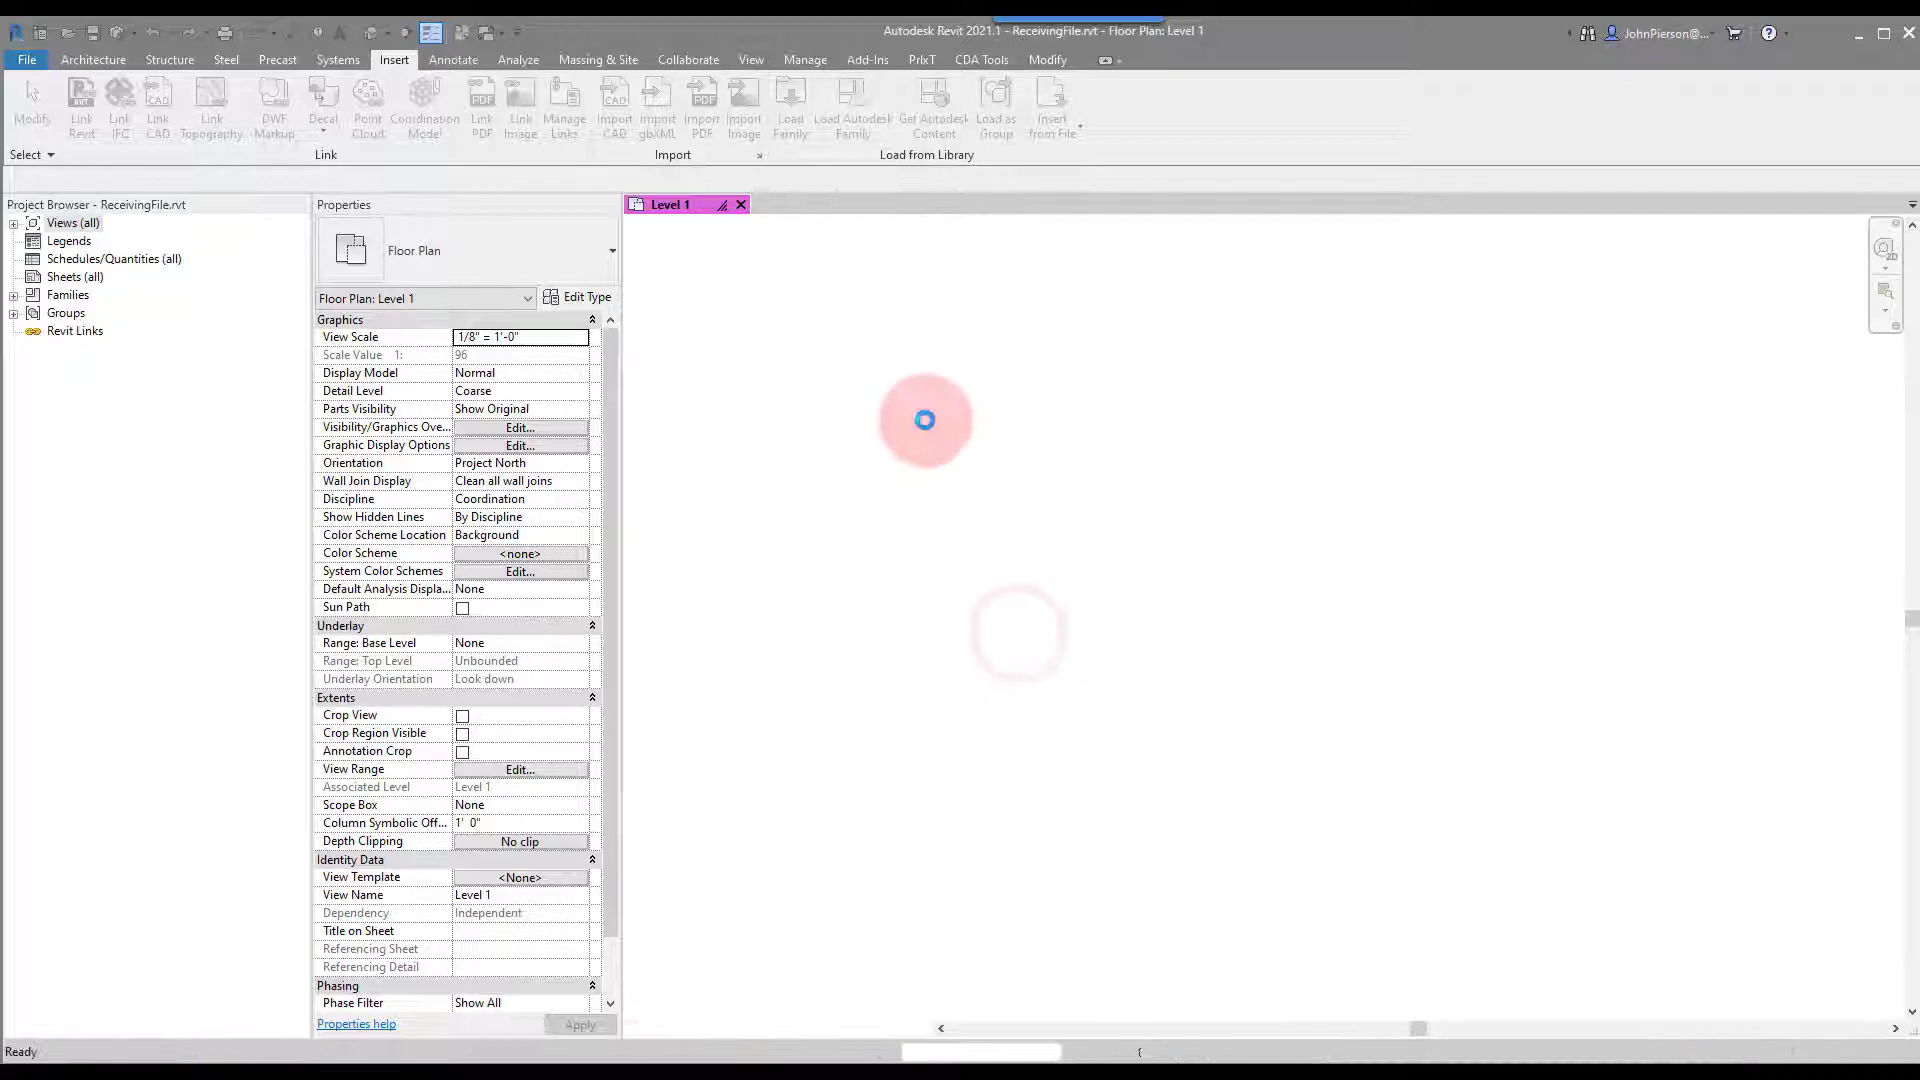 Autodesk Revit 2021.1 - ReceivingFile.rvt - Floor Plan: Level 1
JohnPierson@...
File Architecture Structure Steel Precast Systems Insert Annotate Analyze Massing & Site Collaborate View Manage Add-Ins PrixT CDA Tools Modify
Modify
Link Revit
Link IFC
Link CAD
Link Topography
DWF Markup
Decal
Point Cloud
Coordination Model
Link PDF
Link Image
Manage Links
Import CAD
Import gbXML
Import PDF
Import Image
Load Family
Load Autodesk Family
Get Autodesk Content
Load as Group
Insert from File
Select Link Import Load from Library
Project Browser - ReceivingFile.rvt
Views (all)
Legends
Schedules/Quantities (all)
Sheets (all)
Families
Groups
Revit Links
Properties
Floor Plan
Floor Plan: Level 1 Edit Type
Graphics
View Scale 1/8" = 1'-0"
Scale Value 1: 96
Display Model Normal
Detail Level Coarse
Parts Visibility Show Original
Visibility/Graphics Ove... Edit...
Graphic Display Options Edit...
Orientation Project North
Wall Join Display Clean all wall joins
Discipline Coordination
Show Hidden Lines By Discipline
Color Scheme Location Background
Color Scheme <none>
System Color Schemes Edit...
Default Analysis Displa... None
Sun Path
Underlay
Range: Base Level None
Range: Top Level Unbounded
Underlay Orientation Look down
Extents
Crop View
Crop Region Visible
Annotation Crop
View Range Edit...
Associated Level Level 1
Scope Box None
Column Symbolic Off... 1' 0"
Depth Clipping No clip
Identity Data
View Template <None>
View Name Level 1
Dependency Independent
Title on Sheet
Referencing Sheet
Referencing Detail
Phasing
Phase Filter Show All
Properties help Apply
Level 1
2D
Ready